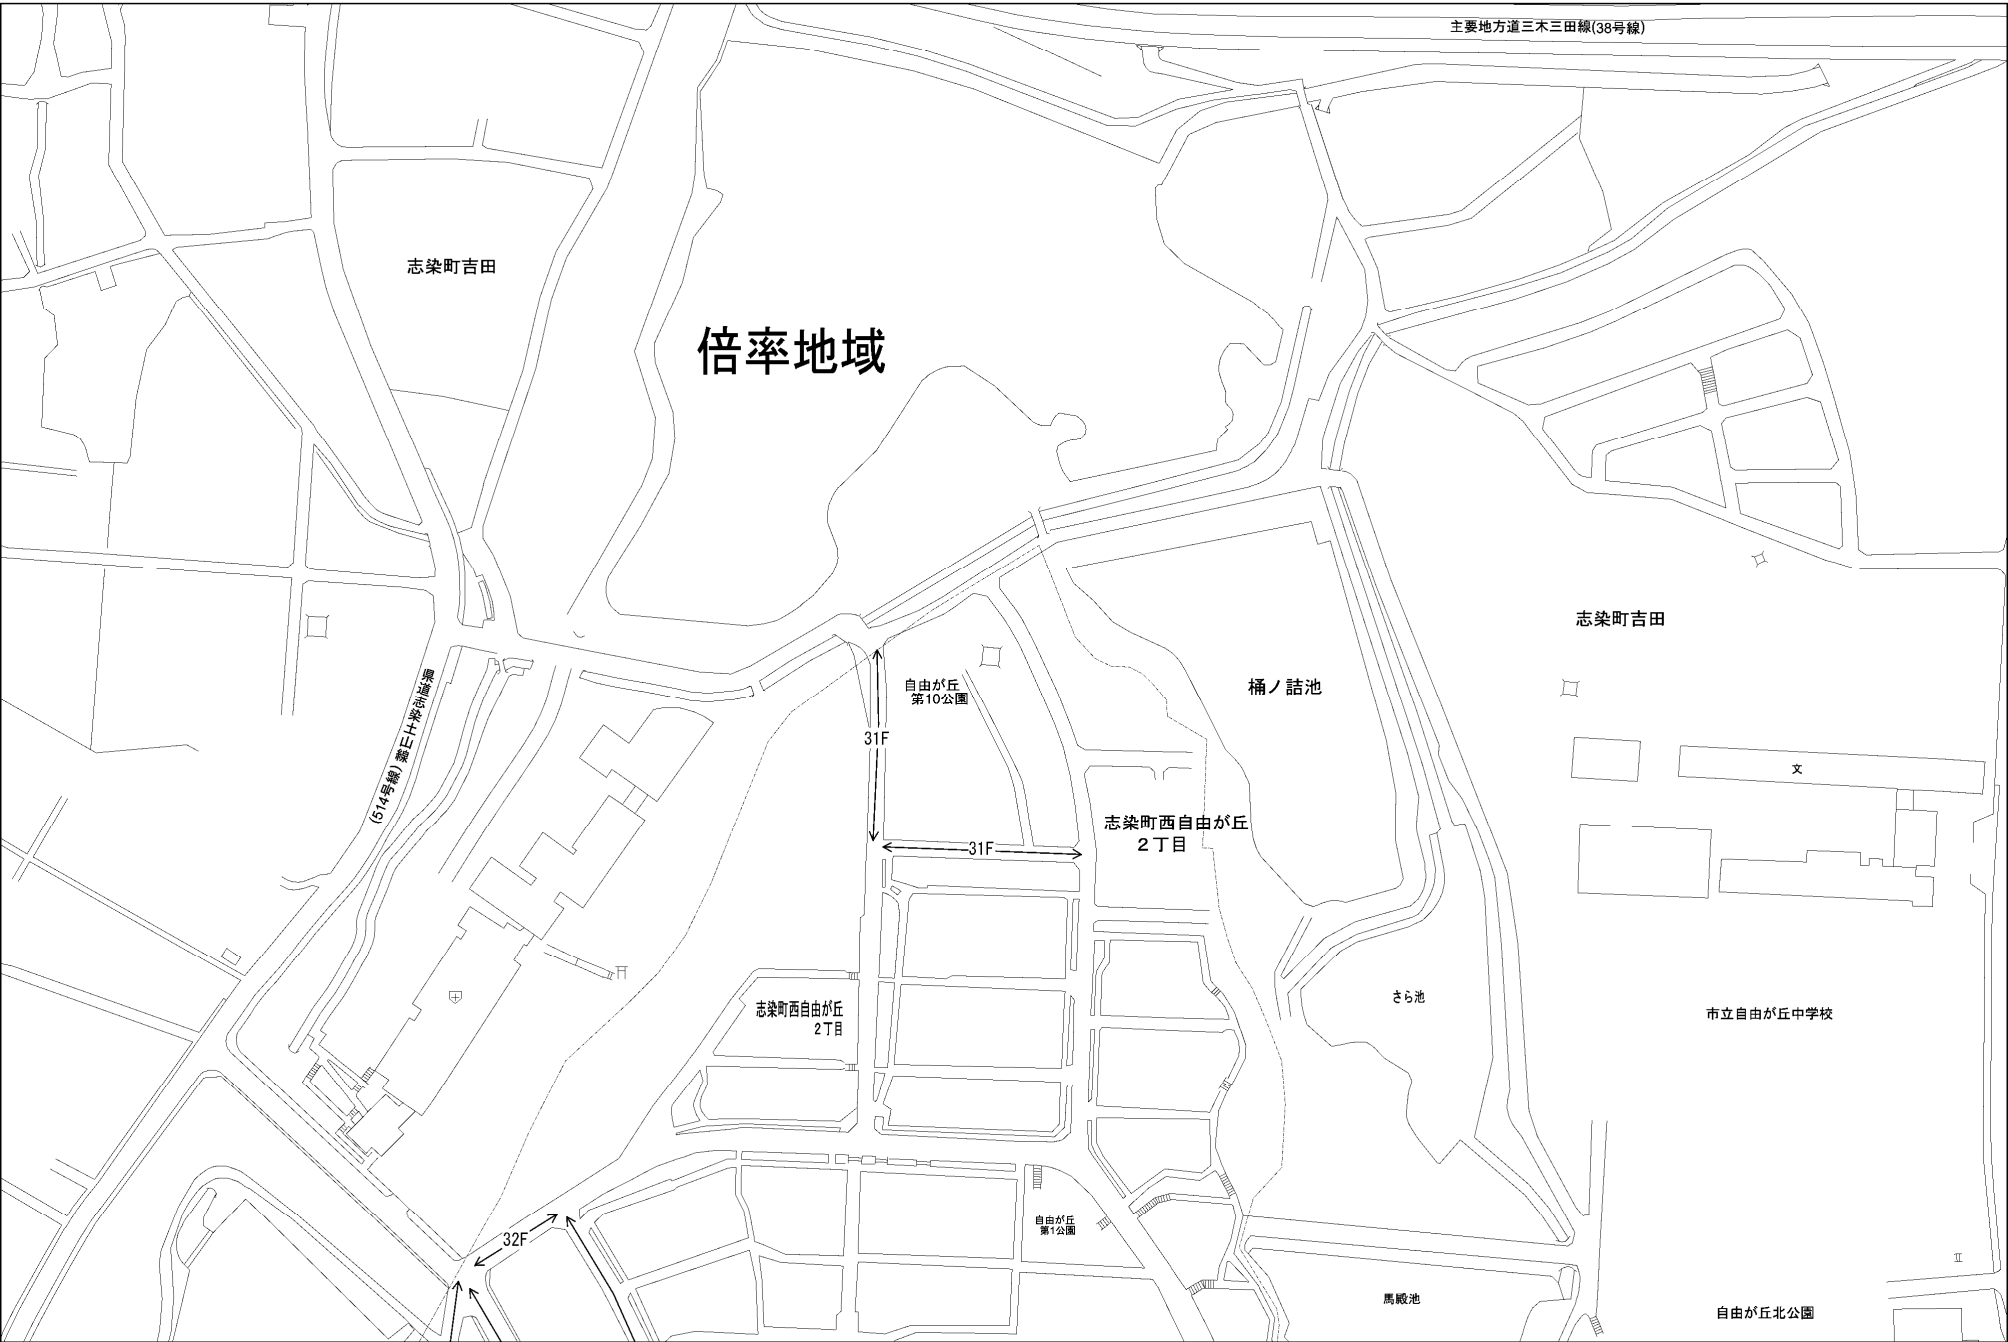 主要地方道三木三田線(38号線)
志染町吉田
倍率地域
志染町吉田
県道志染土山線(514号線)
自由が丘
第10公園
桶ノ詰池
31F
文
志染町西自由が丘
2丁目
31F
さら池
志染町西自由が丘
2丁目
市立自由が丘中学校
自由が丘
第1公園
32F
馬殿池
自由が丘北公園